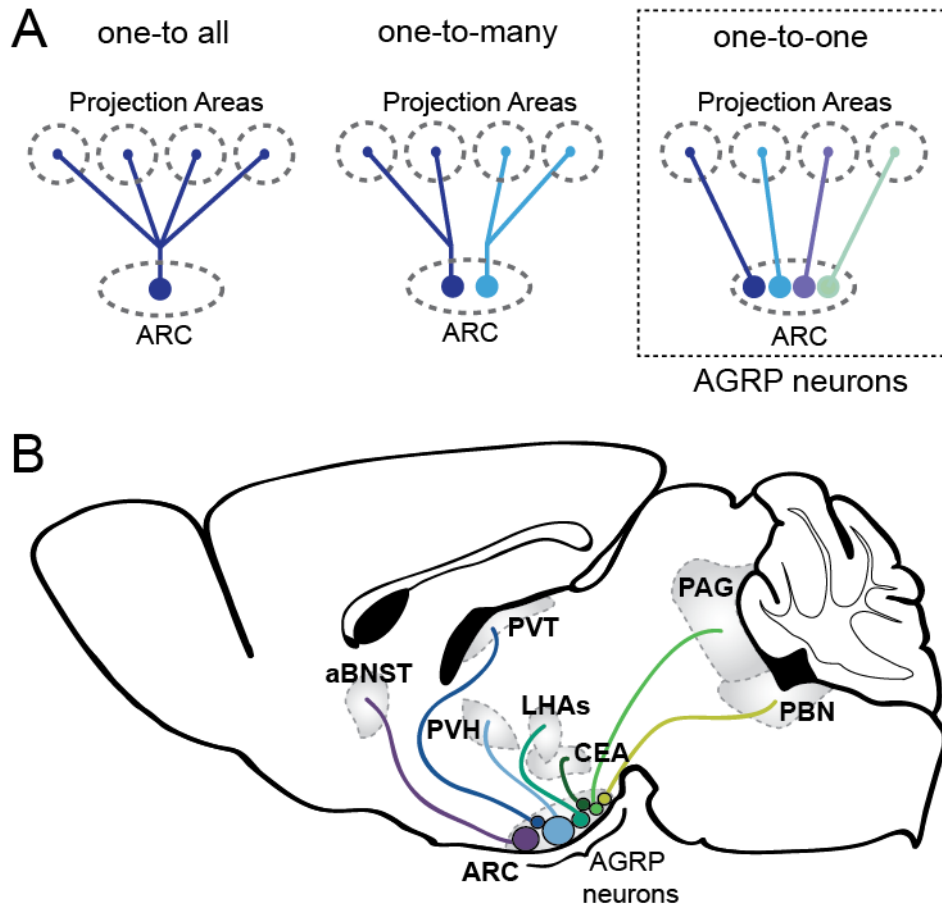 A
one-to all
one-to-many
one-to-one
Projection Areas
Projection Areas
Projection Areas
ARC
ARC
ARC
AGRP neurons
B
PAG
PVT
aBNST
LHAs
PVH
PBN
CEA
ARC
AGRP
neurons